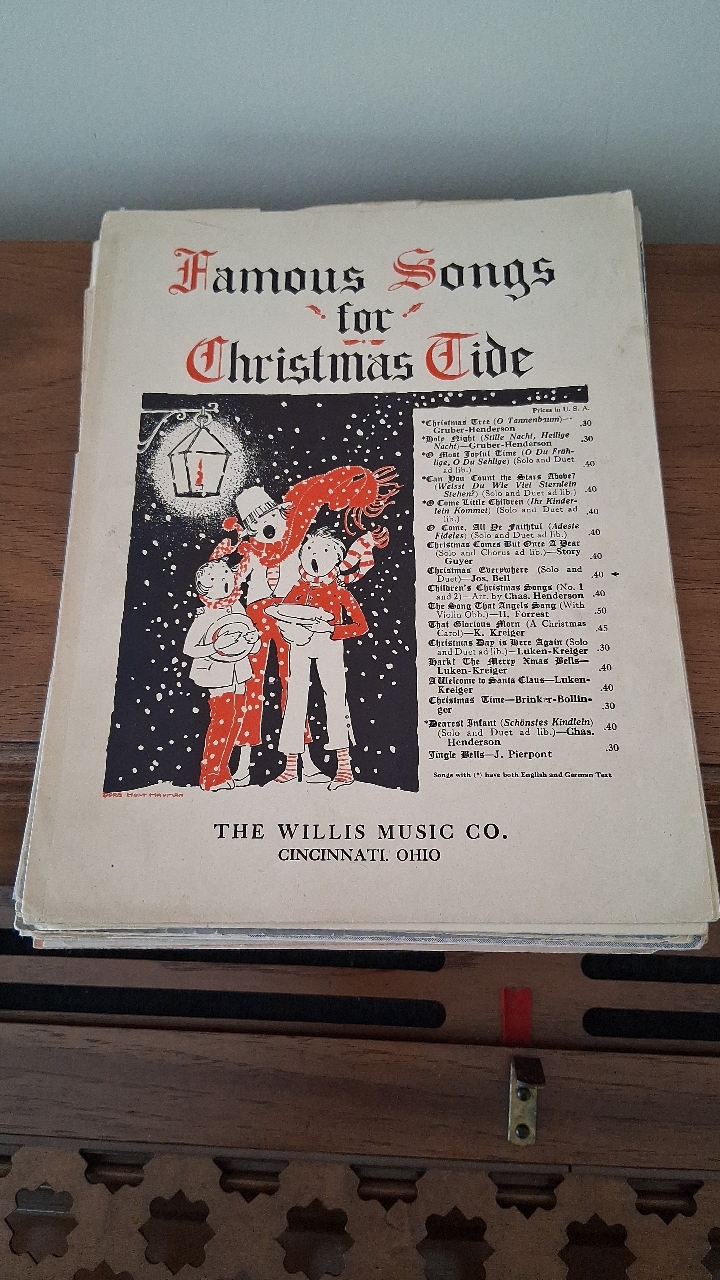 Famous Songs
for
Christmas Tide
Prices in U. S. A.
*Christmas Tree (O Tannenbaum)—
Gruber-Henderson .30
*Holy Night (Stille Nacht, Heilige
Nacht)—Gruber-Henderson .30
*O Most Joyful Time (O Du Fröh-
lige, O Du Sehlige) (Solo and Duet
ad lib.) .40
*Can You Count the Stars Above?
(Weisst Du Wie Viel Sternlein
Stehen?) (Solo and Duet ad lib.) .40
*O Come Little Children (Ihr Kinder-
lein Kommet) (Solo and Duet ad
lib.) .40
O Come, All Ye Faithful (Adeste
Fideles) (Solo and Duet ad lib.) .40
Christmas Comes But Once A Year
(Solo and Chorus ad lib.)—Story
Guyer .40
Christmas Everywhere (Solo and
Duet)—Jos. Bell .40
Children's Christmas Songs (No. 1
and 2)—Arr. by Chas. Henderson .40
The Song That Angels Sang (With
Violin Obb.)—H. Forrest .50
That Glorious Morn (A Christmas
Carol)—K. Kreiger .45
Christmas Day is Here Again (Solo
and Duet ad lib.)—Luken-Kreiger .30
Hark! The Merry Xmas Bells—
Luken-Kreiger .40
A Welcome to Santa Claus—Luken-
Kreiger .40
Christmas Time—Brinker-Bollin-
ger .30
*Dearest Infant (Schönstes Kindlein)
(Solo and Duet ad lib.)—Chas.
Henderson .40
Jingle Bells—J. Pierpont .30
Songs with (*) have both English and German Text
THE WILLIS MUSIC CO.
CINCINNATI, OHIO